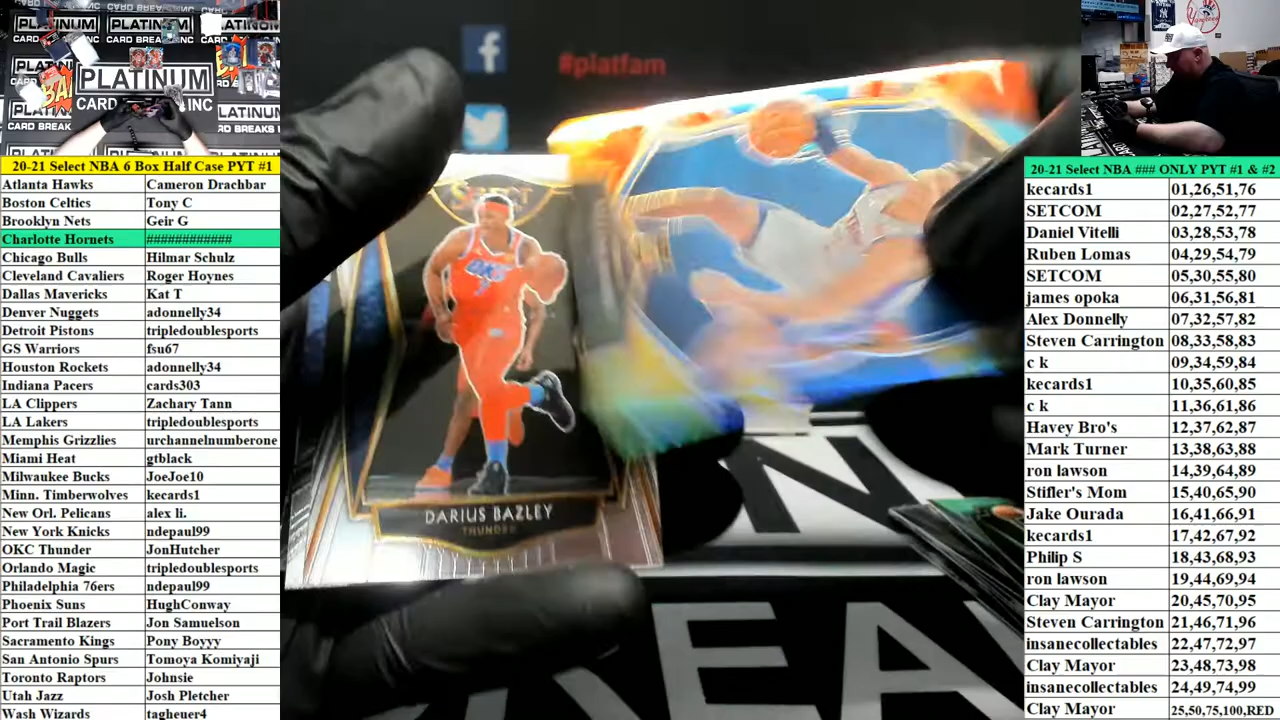 PLATINUM
CARD BREAKS INC
#platfam
20-21 Select NBA 6 Box Half Case PYT #1
Atlanta Hawks Cameron Drachbar
Boston Celtics Tony C
Brooklyn Nets Geir G
Charlotte Hornets ############
Chicago Bulls Hilmar Schulz
Cleveland Cavaliers Roger Hoynes
Dallas Mavericks Kat T
Denver Nuggets adonnelly34
Detroit Pistons tripledoublesports
GS Warriors fsu67
Houston Rockets adonnelly34
Indiana Pacers cards303
LA Clippers Zachary Tann
LA Lakers tripledoublesports
Memphis Grizzlies urchannelnumberone
Miami Heat gtblack
Milwaukee Bucks JoeJoe10
Minn. Timberwolves kecards1
New Orl. Pelicans alex li.
New York Knicks ndepaul99
OKC Thunder JonHutcher
Orlando Magic tripledoublesports
Philadelphia 76ers ndepaul99
Phoenix Suns HughConway
Port Trail Blazers Jon Samuelson
Sacramento Kings Pony Boyyy
San Antonio Spurs Tomoya Komiyaji
Toronto Raptors Johnsie
Utah Jazz Josh Pletcher
Wash Wizards tagheuer4
SELECT
OKC
7
DARIUS BAZLEY
THUNDER
20-21 Select NBA ### ONLY PYT #1 & #2
kecards1 01,26,51,76
SETCOM 02,27,52,77
Daniel Vitelli 03,28,53,78
Ruben Lomas 04,29,54,79
SETCOM 05,30,55,80
james opoka 06,31,56,81
Alex Donnelly 07,32,57,82
Steven Carrington 08,33,58,83
c k 09,34,59,84
kecards1 10,35,60,85
c k 11,36,61,86
Havey Bro's 12,37,62,87
Mark Turner 13,38,63,88
ron lawson 14,39,64,89
Stifler's Mom 15,40,65,90
Jake Ourada 16,41,66,91
kecards1 17,42,67,92
Philip S 18,43,68,93
ron lawson 19,44,69,94
Clay Mayor 20,45,70,95
Steven Carrington 21,46,71,96
insanecollectables 22,47,72,97
Clay Mayor 23,48,73,98
insanecollectables 24,49,74,99
Clay Mayor 25,50,75,100,RED